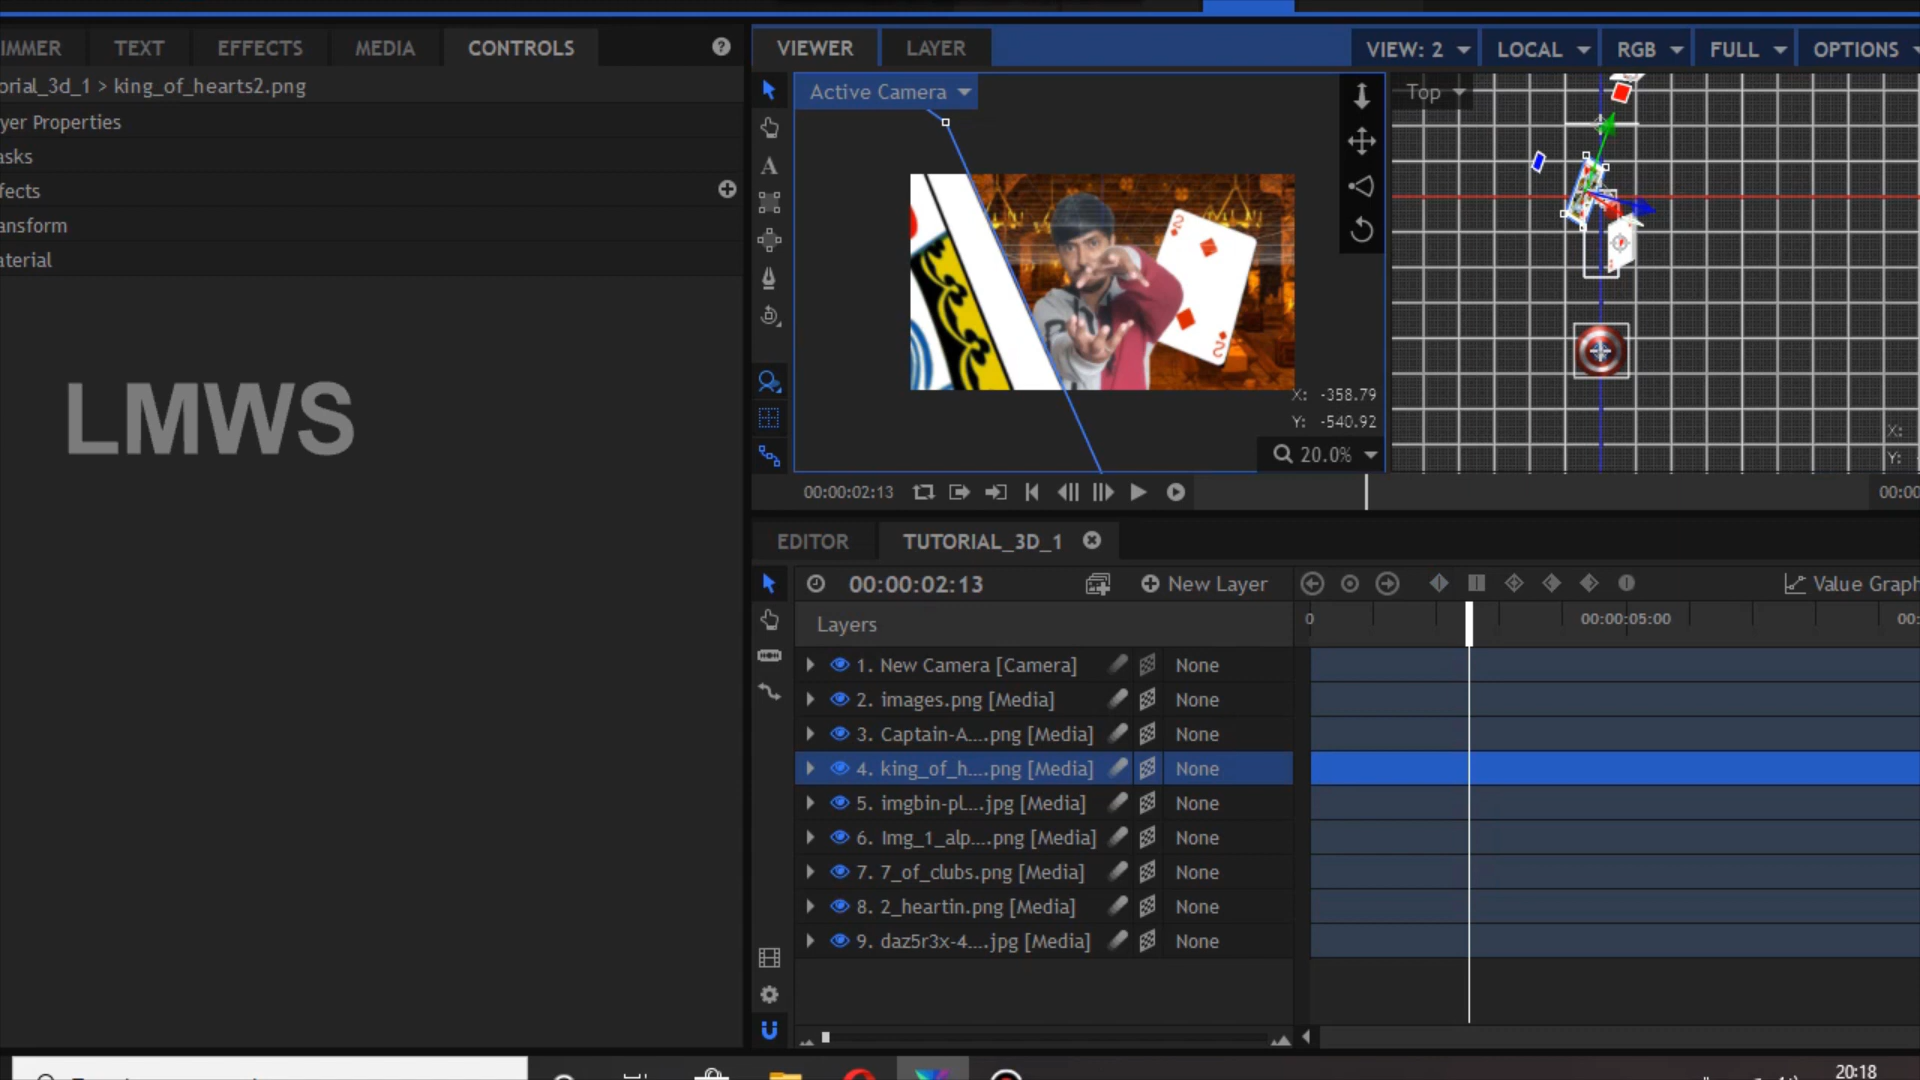 IMMER TEXT EFFECTS MEDIA CONTROLS ?
VIEWER LAYER VIEW: 2 LOCAL RGB FULL OPTIONS
orial_3d_1 > king_of_hearts2.png
yer Properties
asks
fects
ansform
aterial
LMWS
Active Camera
Top
2
2
X: -358.79
Y: -540.92
20.0%
X:
Y:
00:00:02:13
00:00
EDITOR TUTORIAL_3D_1
00:00:02:13 New Layer Value Graph
Layers 0 00:00:05:00 00:
1. New Camera [Camera] None
2. images.png [Media] None
3. Captain-A....png [Media] None
4. king_of_h....png [Media] None
5. imgbin-pl....jpg [Media] None
6. Img_1_alp....png [Media] None
7. 7_of_clubs.png [Media] None
8. 2_heartin.png [Media] None
9. daz5r3x-4....jpg [Media] None
20:18